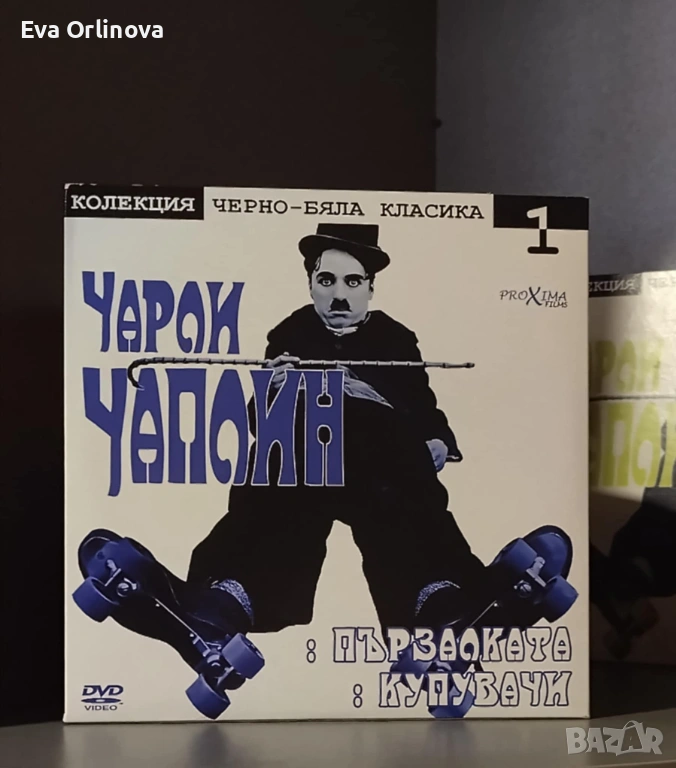 Eva Orlinova
КОЛЕКЦИЯ ЧЕРНО-БЯЛА КЛАСИКА 1
PROXIMA
FILMS
ЧАРЛИ
ЧАПЛИН
: ПЪРЗАЛКАТА
: КУПУВАЧИ
DVD
VIDEO
BAZAR